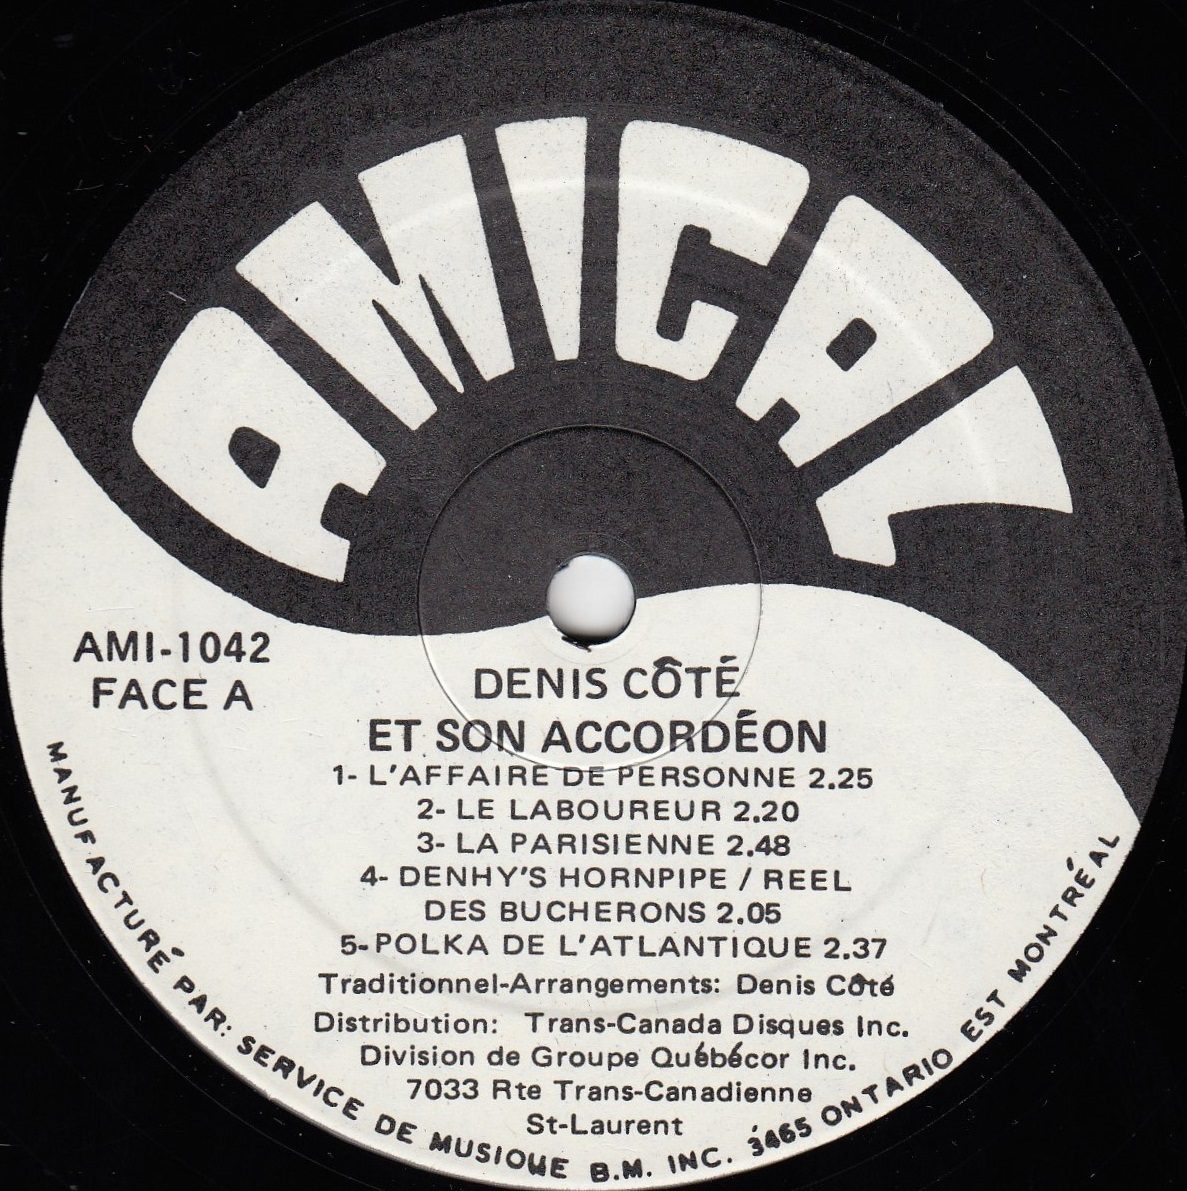 AMICAL
AMI-1042
FACE A
DENIS CÔTÉ
ET SON ACCORDÉON
1- L'AFFAIRE DE PERSONNE 2.25
2- LE LABOUREUR 2.20
3- LA PARISIENNE 2.48
4- DENHY'S HORNPIPE / REEL
DES BUCHERONS 2.05
5-POLKA DE L'ATLANTIQUE 2.37
Traditionnel-Arrangements: Denis Côté
Distribution: Trans-Canada Disques Inc.
Division de Groupe Québécor Inc.
7033 Rte Trans-Canadienne
St-Laurent
MANUFACTURÉ PAR: SERVICE DE MUSIQUE B.M. INC. 3465 ONTARIO EST MONTRÉAL